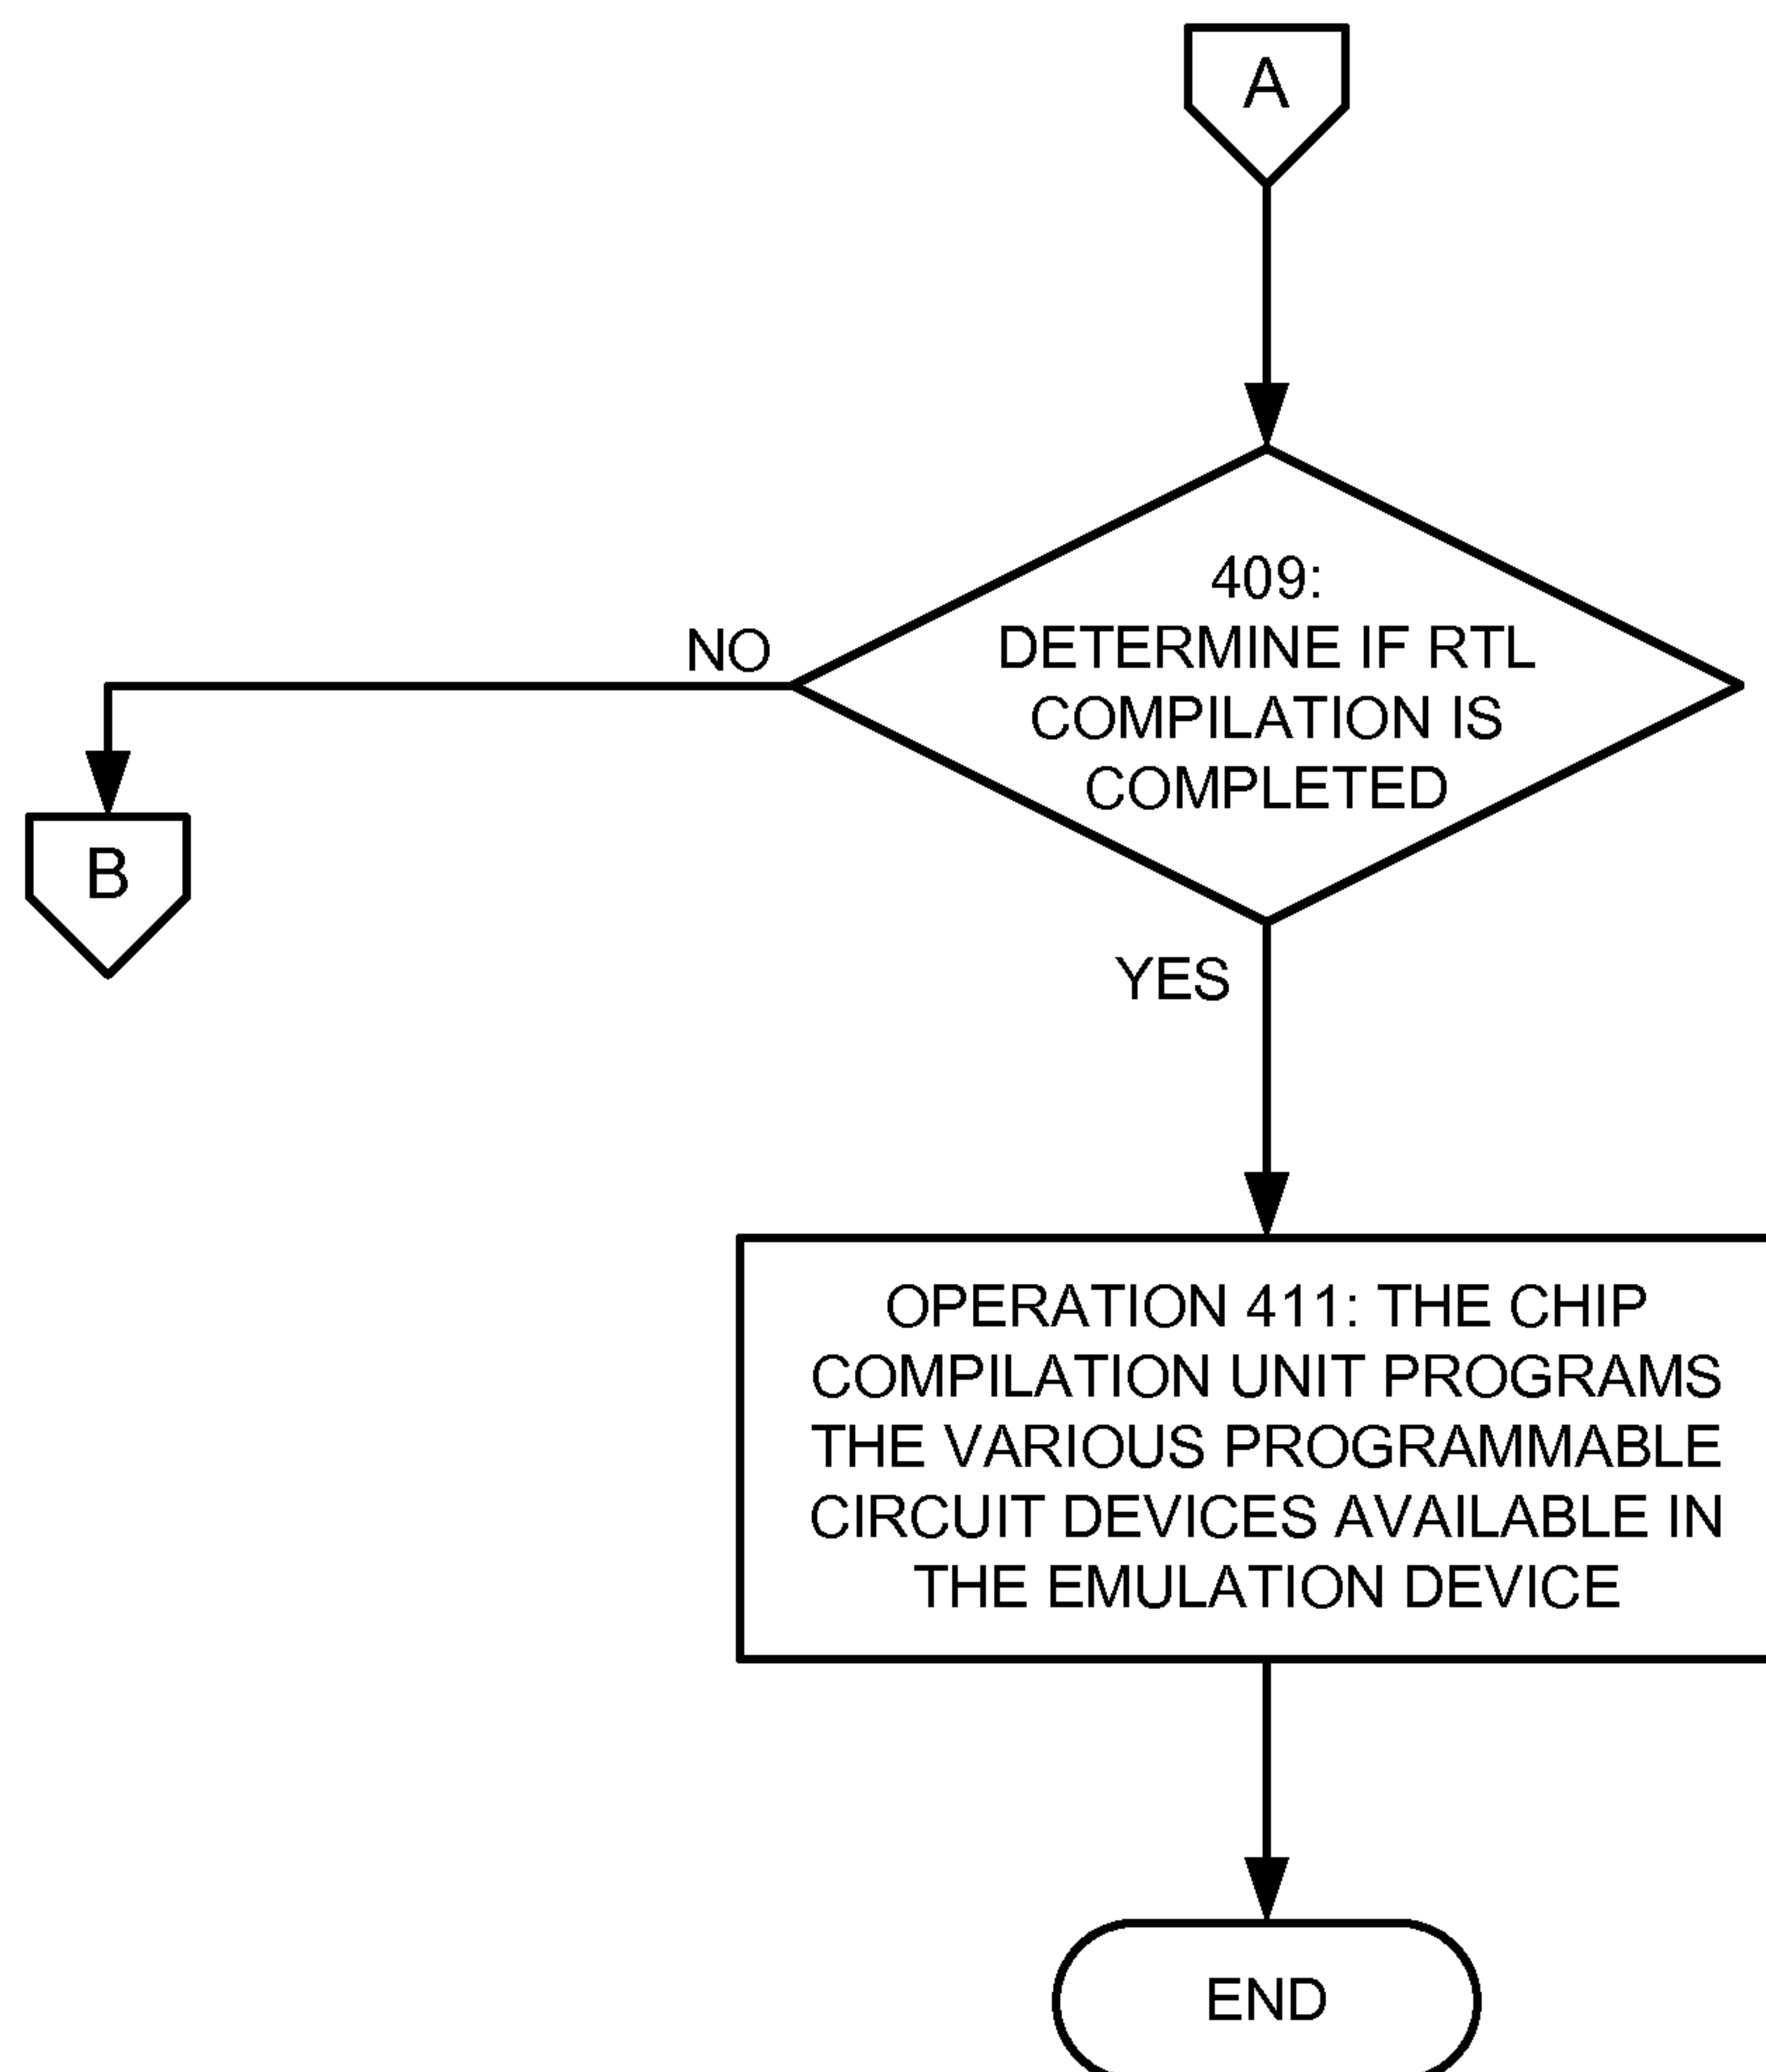 A
409:
DETERMINE IF RTL
COMPILATION IS
COMPLETED
NO
B
YES
OPERATION 411: THE CHIP
COMPILATION UNIT PROGRAMS
THE VARIOUS PROGRAMMABLE
CIRCUIT DEVICES AVAILABLE IN
THE EMULATION DEVICE
END